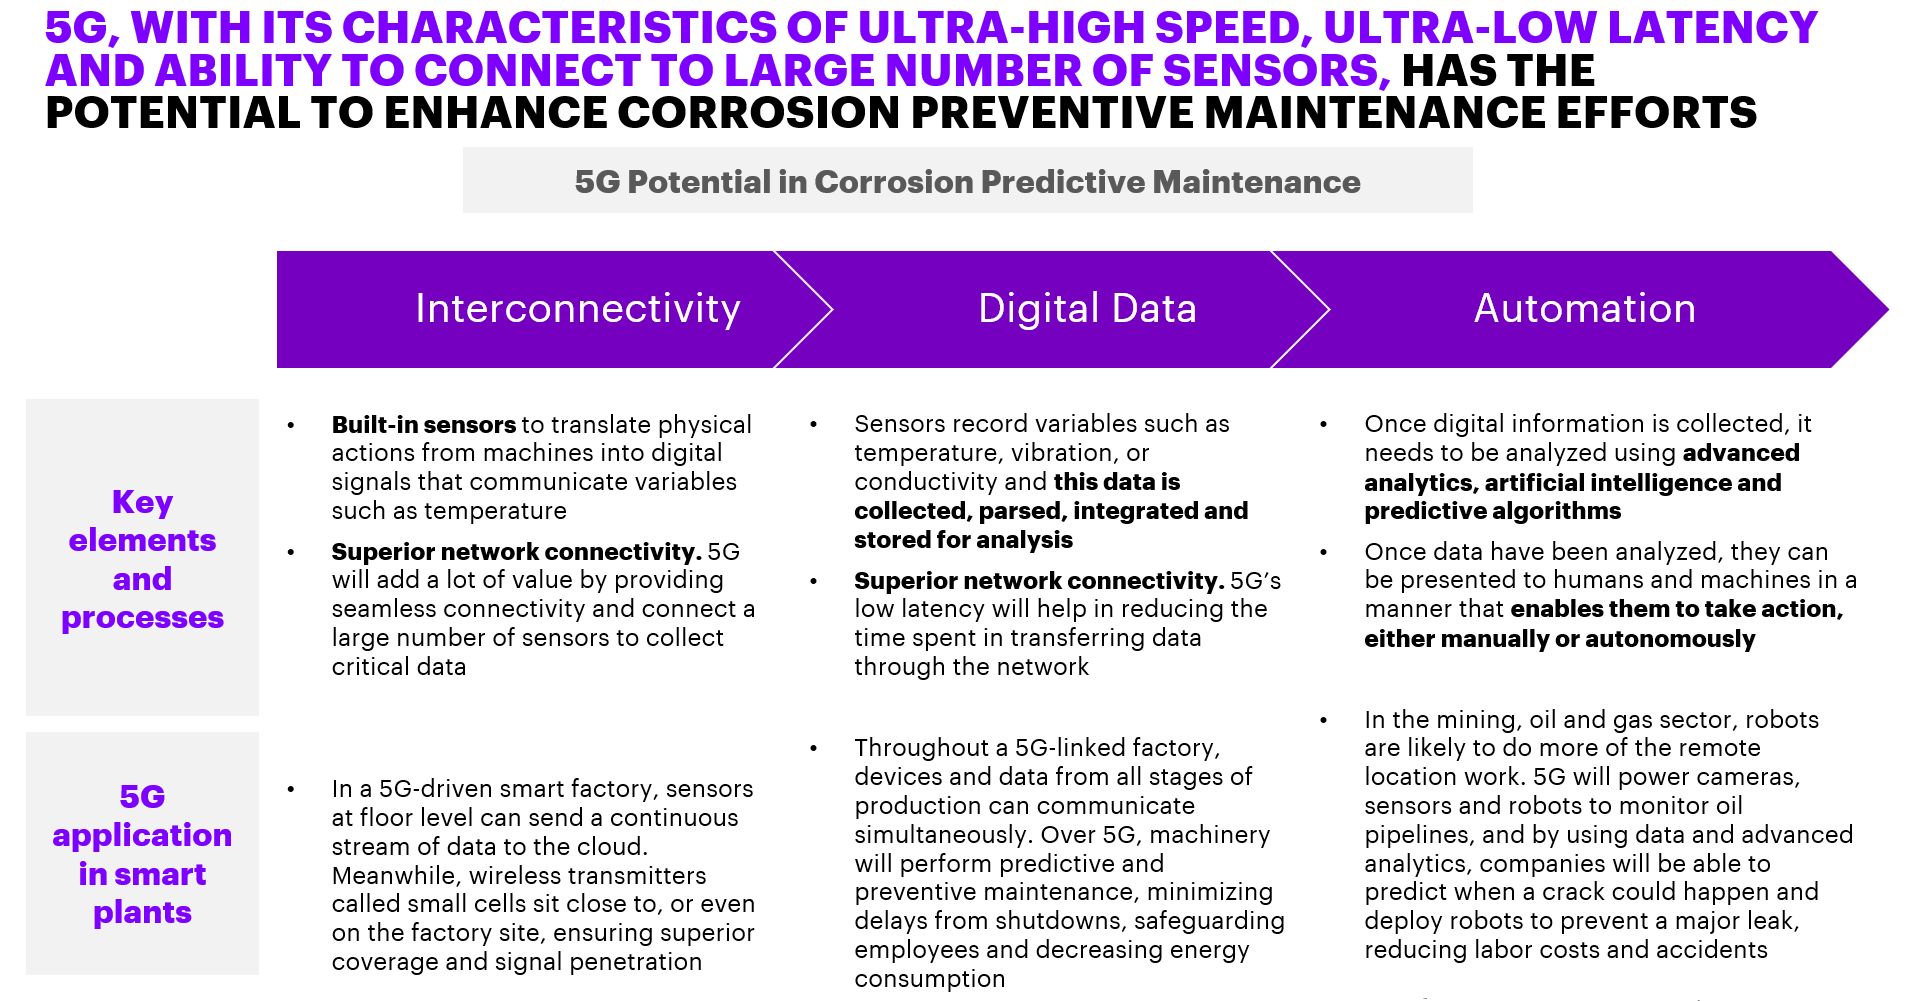 5G, WITH ITS CHARACTERISTICS OF ULTRA-HIGH SPEED, ULTRA-LOW LATENCY
AND ABILITY TO CONNECT TO LARGE NUMBER OF SENSORS, HAS THE
POTENTIAL TO ENHANCE CORROSION PREVENTIVE MAINTENANCE EFFORTS
5G Potential in Corrosion Predictive Maintenance
Interconnectivity
Digital Data
Automation
Key
elements
and
processes
• Built-in sensors to translate physical
actions from machines into digital
signals that communicate variables
such as temperature
• Superior network connectivity. 5G
will add a lot of value by providing
seamless connectivity and connect a
large number of sensors to collect
critical data
• Sensors record variables such as
temperature, vibration, or
conductivity and this data is
collected, parsed, integrated and
stored for analysis
• Superior network connectivity. 5G’s
low latency will help in reducing the
time spent in transferring data
through the network
• Once digital information is collected, it
needs to be analyzed using advanced
analytics, artificial intelligence and
predictive algorithms
• Once data have been analyzed, they can
be presented to humans and machines in a
manner that enables them to take action,
either manually or autonomously
5G
application
in smart
plants
• In a 5G-driven smart factory, sensors
at floor level can send a continuous
stream of data to the cloud.
Meanwhile, wireless transmitters
called small cells sit close to, or even
on the factory site, ensuring superior
coverage and signal penetration
• Throughout a 5G-linked factory,
devices and data from all stages of
production can communicate
simultaneously. Over 5G, machinery
will perform predictive and
preventive maintenance, minimizing
delays from shutdowns, safeguarding
employees and decreasing energy
consumption
• In the mining, oil and gas sector, robots
are likely to do more of the remote
location work. 5G will power cameras,
sensors and robots to monitor oil
pipelines, and by using data and advanced
analytics, companies will be able to
predict when a crack could happen and
deploy robots to prevent a major leak,
reducing labor costs and accidents